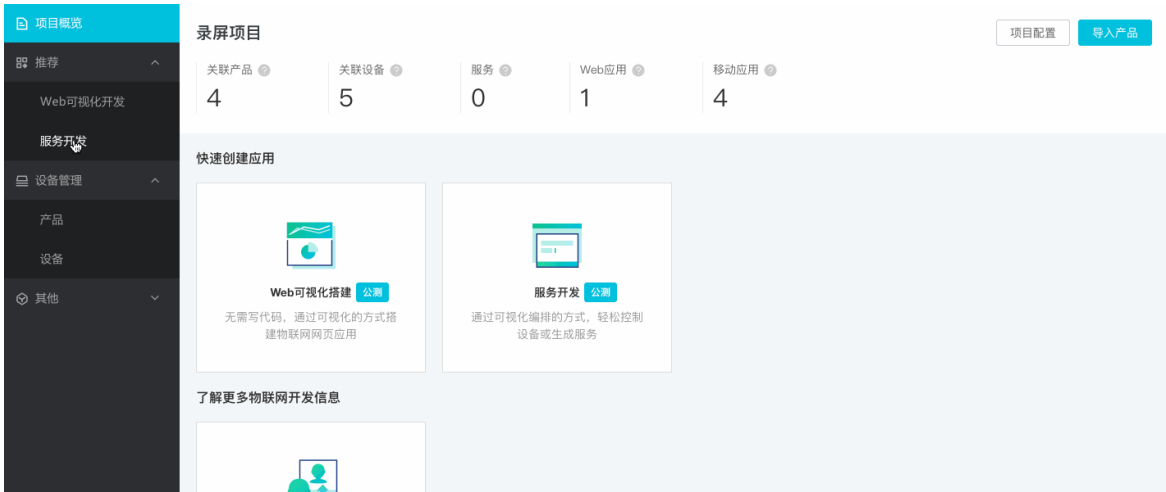 项目概览
推荐
Web可视化开发
服务开发
设备管理
产品
设备
其他
录屏项目
项目配置
导入产品
关联产品
4
关联设备
5
服务
0
Web应用
1
移动应用
4
快速创建应用
Web可视化搭建 公测
无需写代码，通过可视化的方式搭
建物联网网页应用
服务开发 公测
通过可视化编排的方式，轻松控制
设备或生成服务
了解更多物联网开发信息